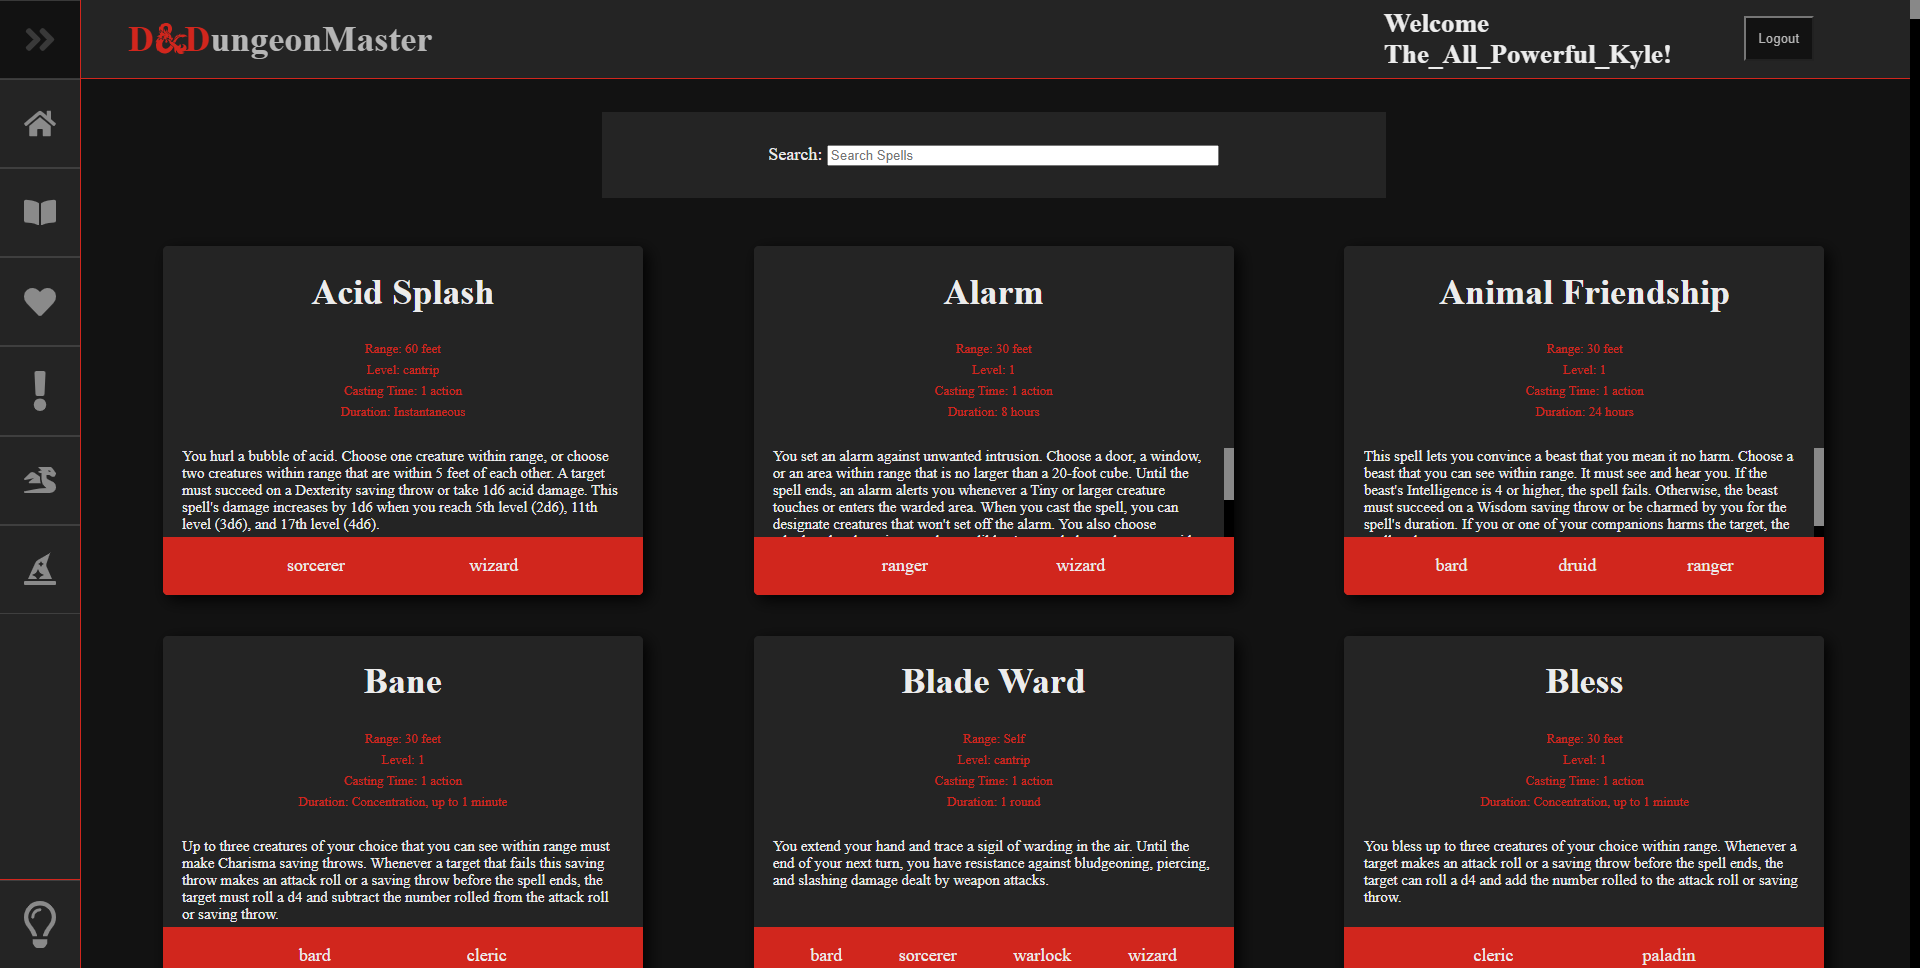 D&DungeonMaster
Welcome
The_All_Powerful_Kyle!
Logout
Search: Search Spells
Acid Splash
Range: 60 feet
Level: cantrip
Casting Time: 1 action
Duration: Instantaneous
You hurl a bubble of acid. Choose one creature within range, or choose
two creatures within range that are within 5 feet of each other. A target
must succeed on a Dexterity saving throw or take 1d6 acid damage. This
spell's damage increases by 1d6 when you reach 5th level (2d6), 11th
level (3d6), and 17th level (4d6).
sorcerer wizard
Alarm
Range: 30 feet
Level: 1
Casting Time: 1 action
Duration: 8 hours
You set an alarm against unwanted intrusion. Choose a door, a window,
or an area within range that is no larger than a 20-foot cube. Until the
spell ends, an alarm alerts you whenever a Tiny or larger creature
touches or enters the warded area. When you cast the spell, you can
designate creatures that won't set off the alarm. You also choose
ranger wizard
Animal Friendship
Range: 30 feet
Level: 1
Casting Time: 1 action
Duration: 24 hours
This spell lets you convince a beast that you mean it no harm. Choose a
beast that you can see within range. It must see and hear you. If the
beast's Intelligence is 4 or higher, the spell fails. Otherwise, the beast
must succeed on a Wisdom saving throw or be charmed by you for the
spell's duration. If you or one of your companions harms the target, the
bard druid ranger
Bane
Range: 30 feet
Level: 1
Casting Time: 1 action
Duration: Concentration, up to 1 minute
Up to three creatures of your choice that you can see within range must
make Charisma saving throws. Whenever a target that fails this saving
throw makes an attack roll or a saving throw before the spell ends, the
target must roll a d4 and subtract the number rolled from the attack roll
or saving throw.
bard cleric
Blade Ward
Range: Self
Level: cantrip
Casting Time: 1 action
Duration: 1 round
You extend your hand and trace a sigil of warding in the air. Until the
end of your next turn, you have resistance against bludgeoning, piercing,
and slashing damage dealt by weapon attacks.
bard sorcerer warlock wizard
Bless
Range: 30 feet
Level: 1
Casting Time: 1 action
Duration: Concentration, up to 1 minute
You bless up to three creatures of your choice within range. Whenever a
target makes an attack roll or a saving throw before the spell ends, the
target can roll a d4 and add the number rolled to the attack roll or saving
throw.
cleric paladin